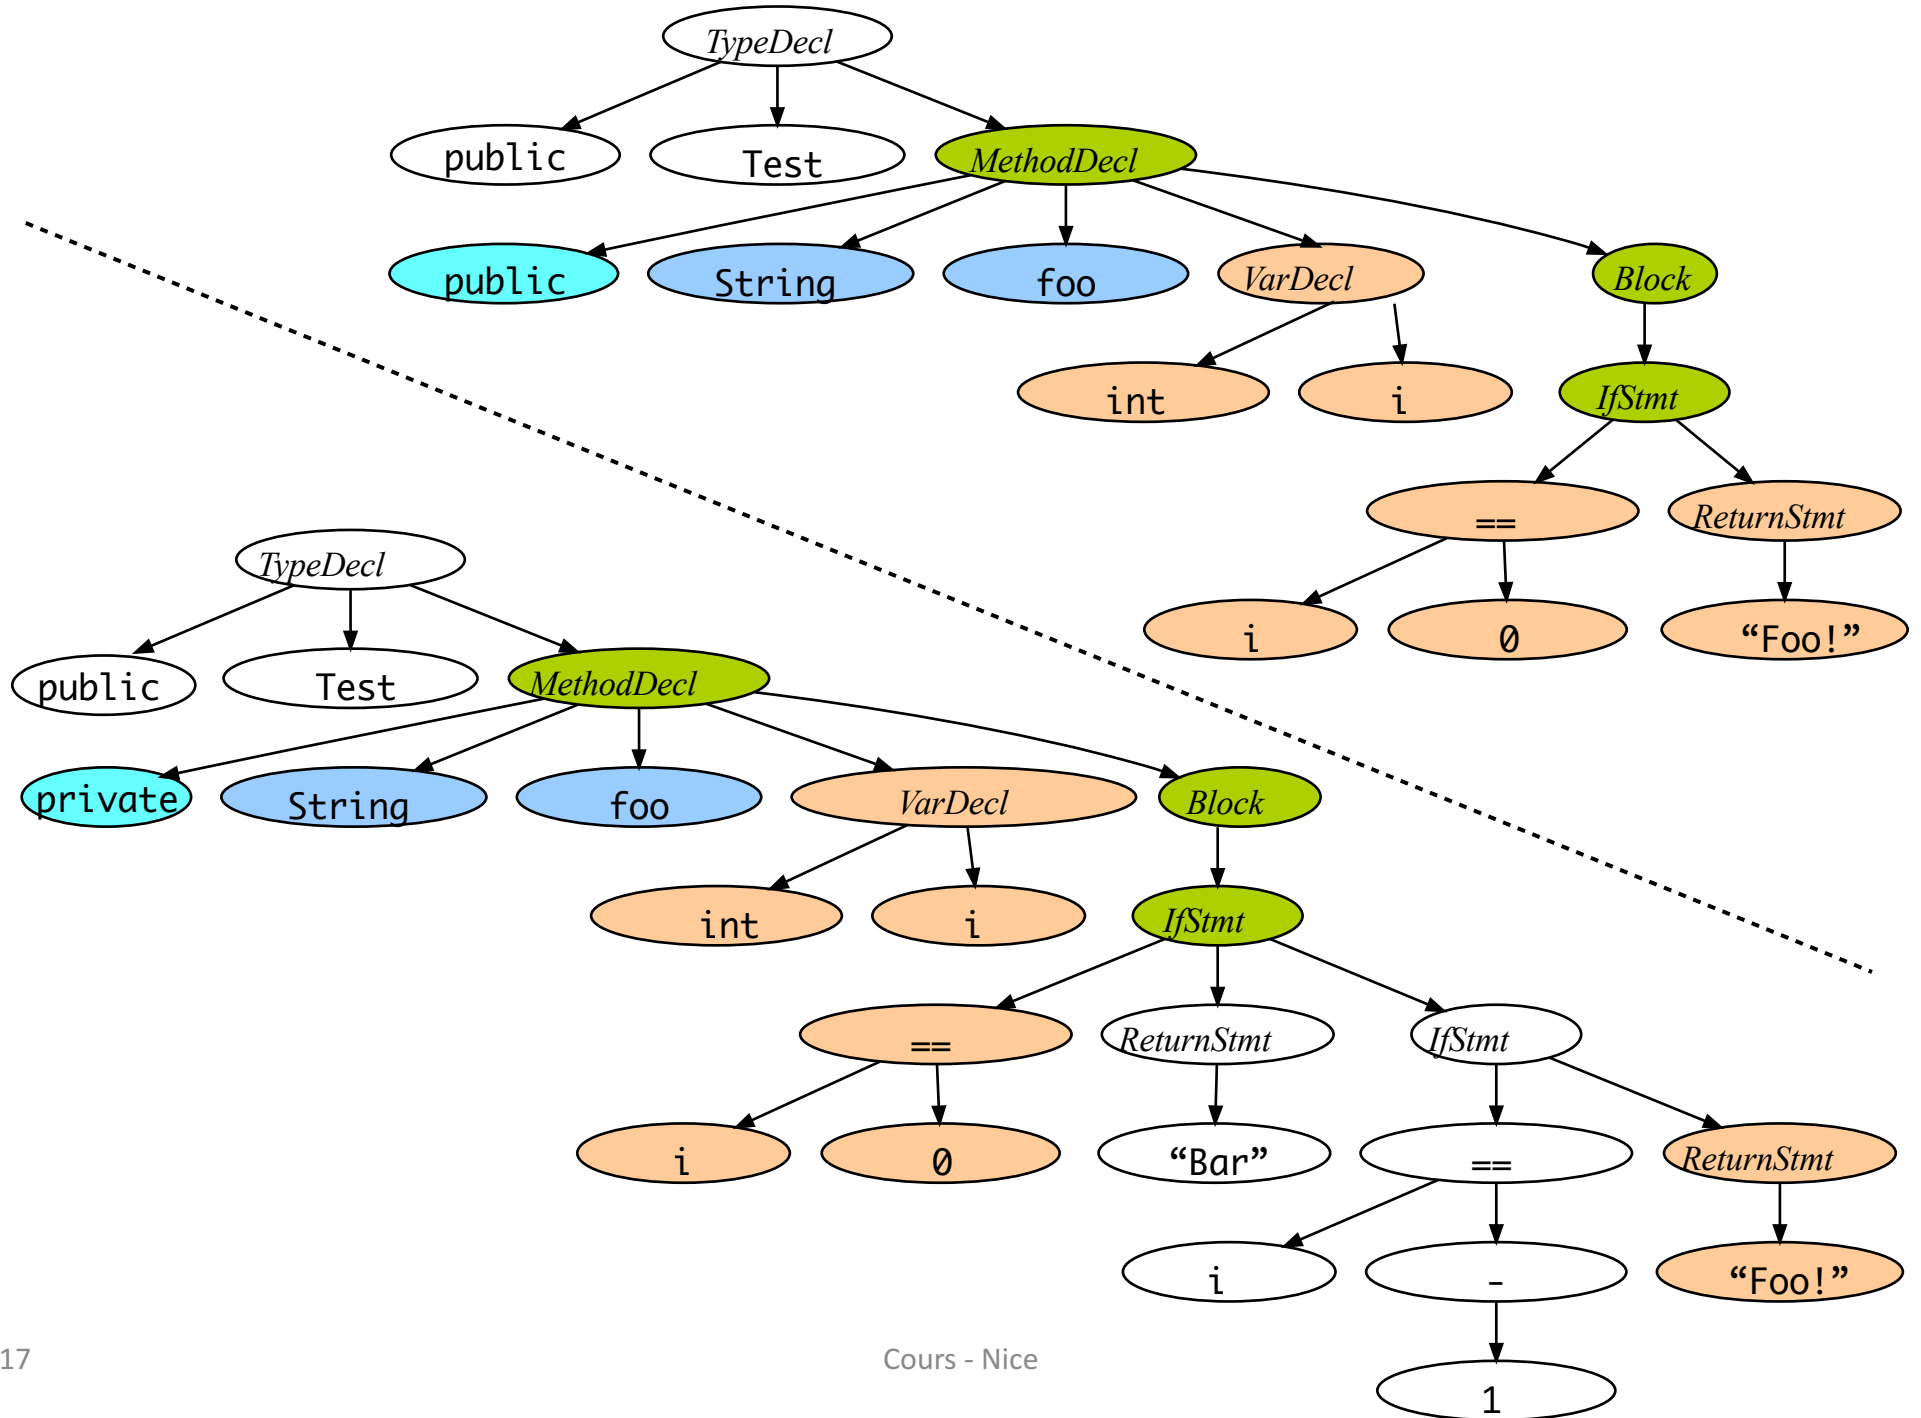 TypeDecl
public
Test
MethodDecl
public
String
foo
VarDecl
Block
int
i
IfStmt
==
ReturnStmt
i
0
“Foo!”
TypeDecl
public
Test
MethodDecl
private
String
foo
VarDecl
Block
int
i
IfStmt
==
ReturnStmt
IfStmt
i
0
“Bar”
==
ReturnStmt
i
-
“Foo!”
1
17
Cours - Nice